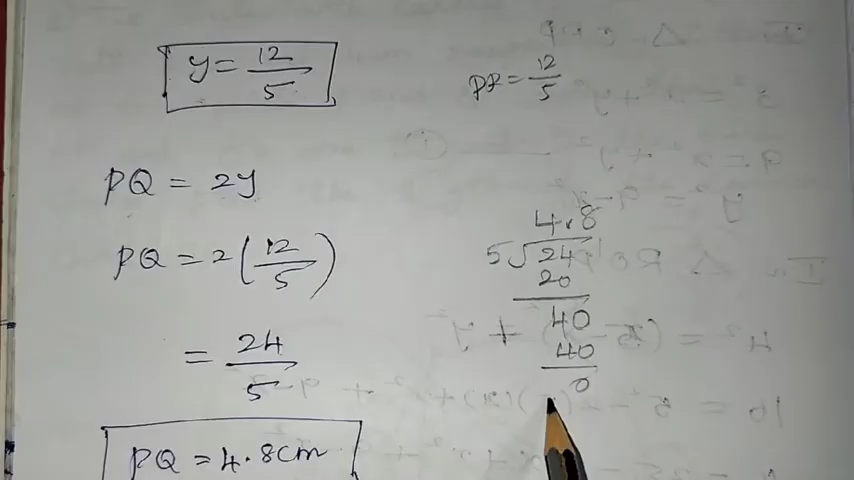 y = 12/5
PR = 12/5
PQ = 2y
PQ = 2(12/5)
= 24/5
PQ = 4.8cm
4.8
5√24
20
40
40
0